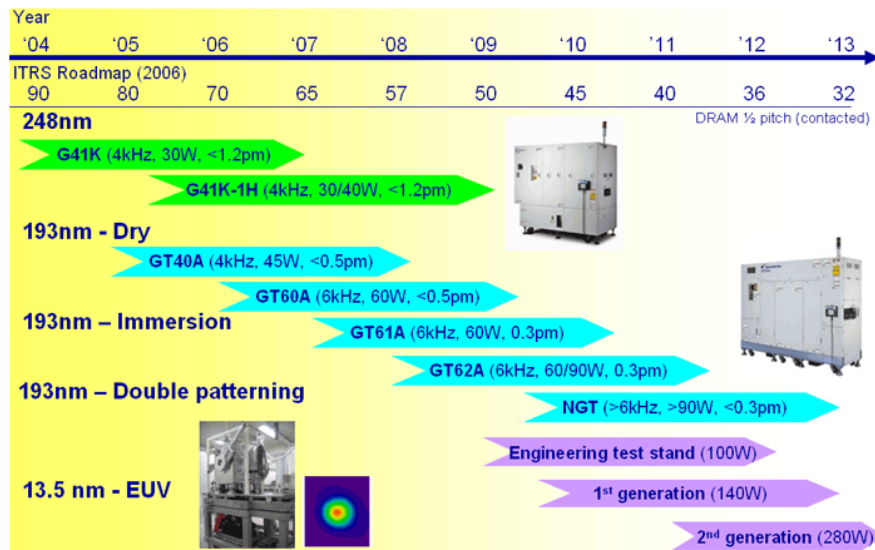 Year
‘04 ‘05 ‘06 ‘07 ‘08 ‘09 ‘10 ‘11 ‘12 ‘13
ITRS Roadmap (2006)
90 80 70 65 57 50 45 40 36 32
DRAM ½ pitch (contacted)
248nm
G41K (4kHz, 30W, <1.2pm)
G41K-1H (4kHz, 30/40W, <1.2pm)
193nm - Dry
GT40A (4kHz, 45W, <0.5pm)
GT60A (6kHz, 60W, <0.5pm)
193nm – Immersion
GT61A (6kHz, 60W, 0.3pm)
GT62A (6kHz, 60/90W, 0.3pm)
193nm – Double patterning
NGT (>6kHz, >90W, <0.3pm)
Engineering test stand (100W)
13.5 nm - EUV
1st generation (140W)
2nd generation (280W)